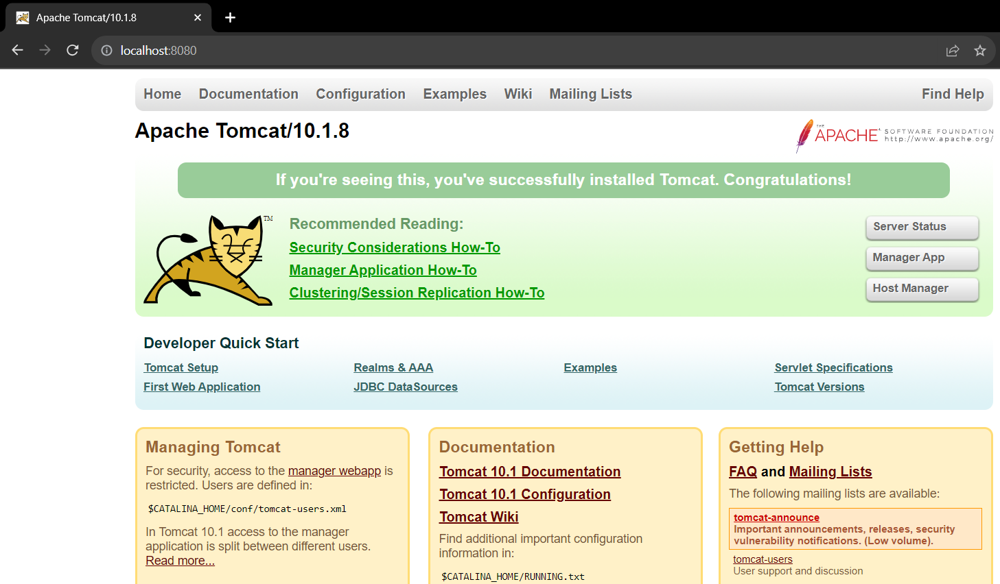 Apache Tomcat/10.1.8
localhost:8080
Home Documentation Configuration Examples Wiki Mailing Lists Find Help
Apache Tomcat/10.1.8
THE APACHE SOFTWARE FOUNDATION
http://www.apache.org/
If you're seeing this, you've successfully installed Tomcat. Congratulations!
TM
Recommended Reading:
Security Considerations How-To
Manager Application How-To
Clustering/Session Replication How-To
Server Status
Manager App
Host Manager
Developer Quick Start
Tomcat Setup
First Web Application
Realms & AAA
JDBC DataSources
Examples
Servlet Specifications
Tomcat Versions
Managing Tomcat
For security, access to the manager webapp is
restricted. Users are defined in:
$CATALINA_HOME/conf/tomcat-users.xml
In Tomcat 10.1 access to the manager
application is split between different users.
Read more...
Documentation
Tomcat 10.1 Documentation
Tomcat 10.1 Configuration
Tomcat Wiki
Find additional important configuration
information in:
$CATALINA_HOME/RUNNING.txt
Getting Help
FAQ and Mailing Lists
The following mailing lists are available:
tomcat-announce
Important announcements, releases, security
vulnerability notifications. (Low volume).
tomcat-users
User support and discussion